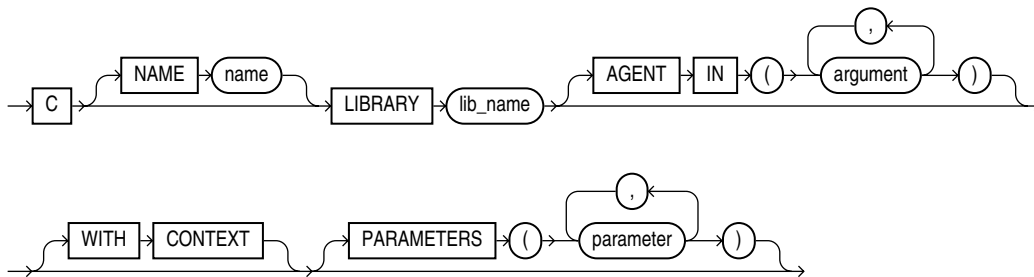 ,
NAME name AGENT IN ( argument )
C LIBRARY lib_name
,
WITH CONTEXT PARAMETERS ( parameter )